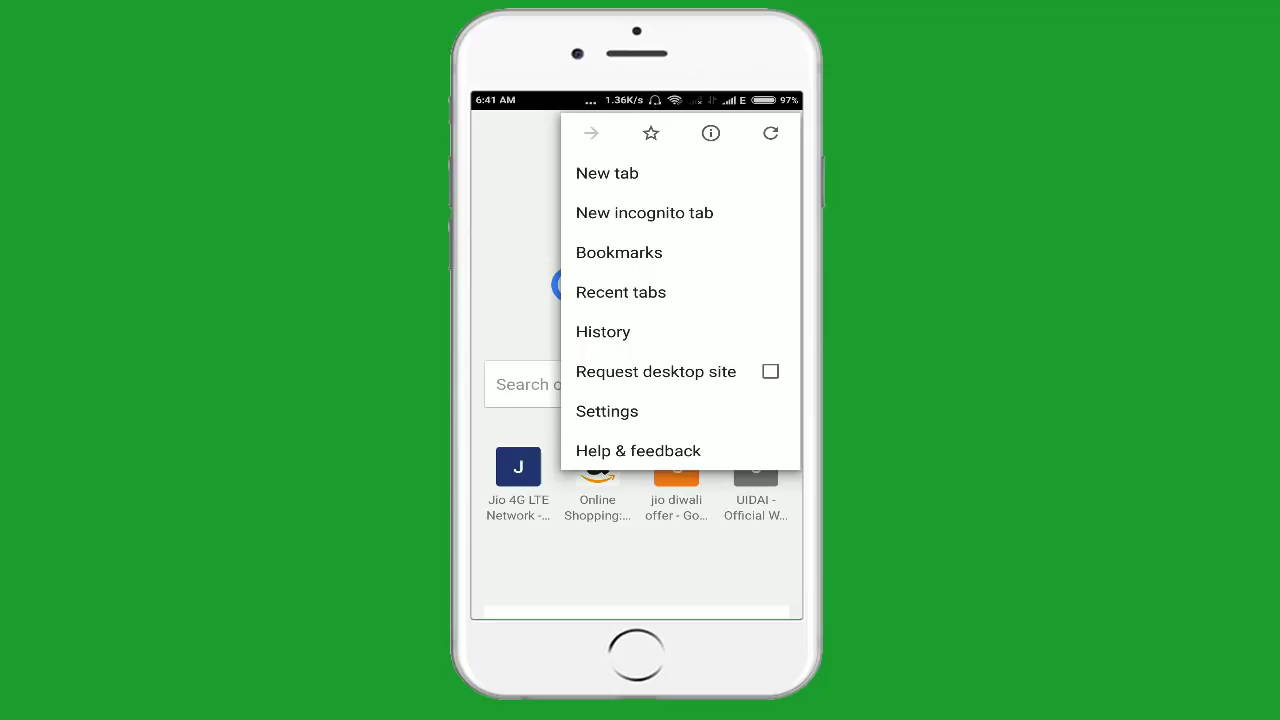 6:41 AM ... 1.36K/s E 97%
New tab
New incognito tab
Bookmarks
Recent tabs
History
Request desktop site
Settings
Help & feedback
Search
J
Jio 4G LTE Network -...
Online Shopping:...
jio diwali offer - Go...
UIDAI - Official W...